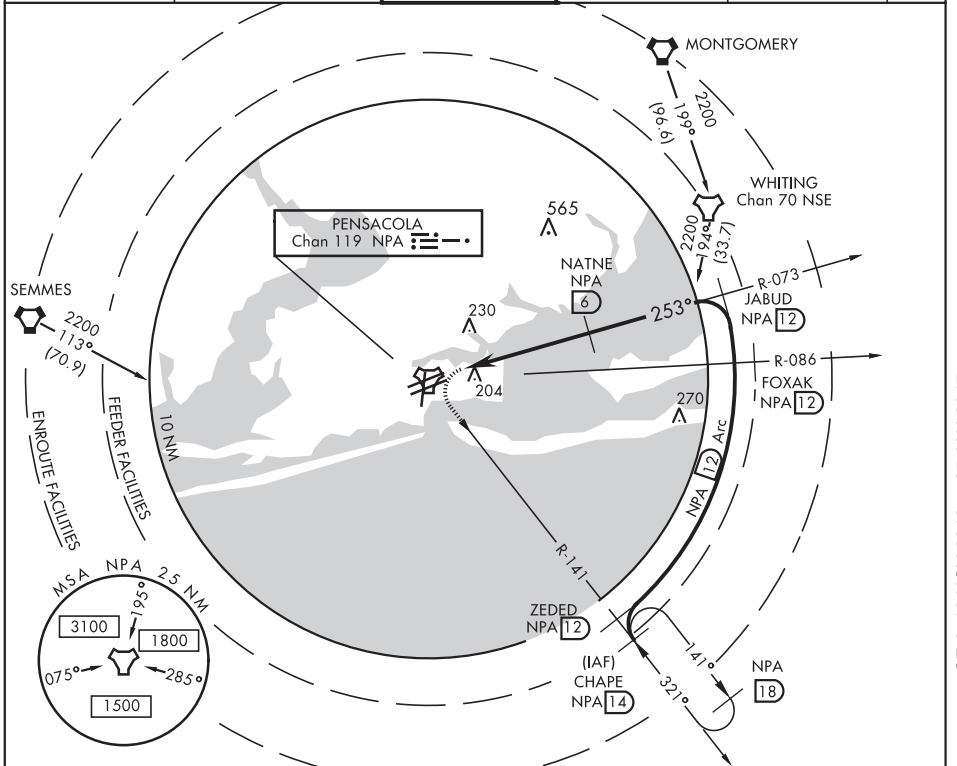 MONTGOMERY
2200
199°
(96.6)
WHITING
Chan 70 NSE
2200
194°
(33.7)
PENSACOLA
Chan 119 NPA
565
NATNE
NPA
6
253°
R-073
JABUD
NPA 12
SEMMES
2200
113°
(70.9)
230
204
R-086
FOXAK
NPA 12
270
10 NM
FEEDER FACILITIES
ENROUTE FACILITIES
NPA 12 Arc
R-141
MSA NPA 25 NM
195°
3100
1800
075°
285°
1500
ZEDED
NPA 12
(IAF)
CHAPE
NPA 14
141°
321°
NPA
18